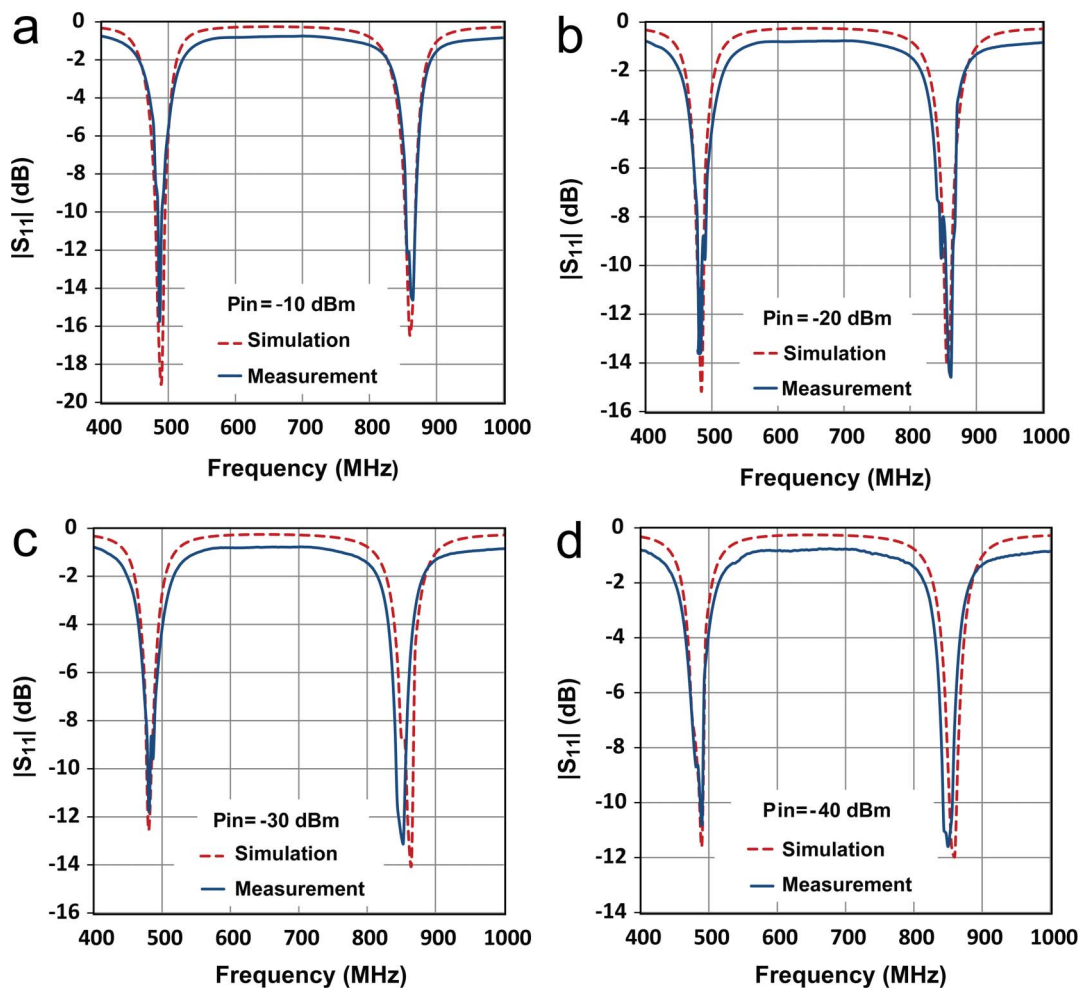 a
0
-2
-4
-6
-8
-10
-12
-14
-16
-18
-20
|S11| (dB)
Pin= -10 dBm
Simulation
Measurement
400 500 600 700 800 900 1000
Frequency (MHz)
b
0
-2
-4
-6
-8
-10
-12
-14
-16
|S11| (dB)
Pin= -20 dBm
Simulation
Measurement
400 500 600 700 800 900 1000
Frequency (MHz)
c
0
-2
-4
-6
-8
-10
-12
-14
-16
|S11| (dB)
Pin= -30 dBm
Simulation
Measurement
400 500 600 700 800 900 1000
Frequency (MHz)
d
0
-2
-4
-6
-8
-10
-12
-14
|S11| (dB)
Pin= -40 dBm
Simulation
Measurement
400 500 600 700 800 900 1000
Frequency (MHz)